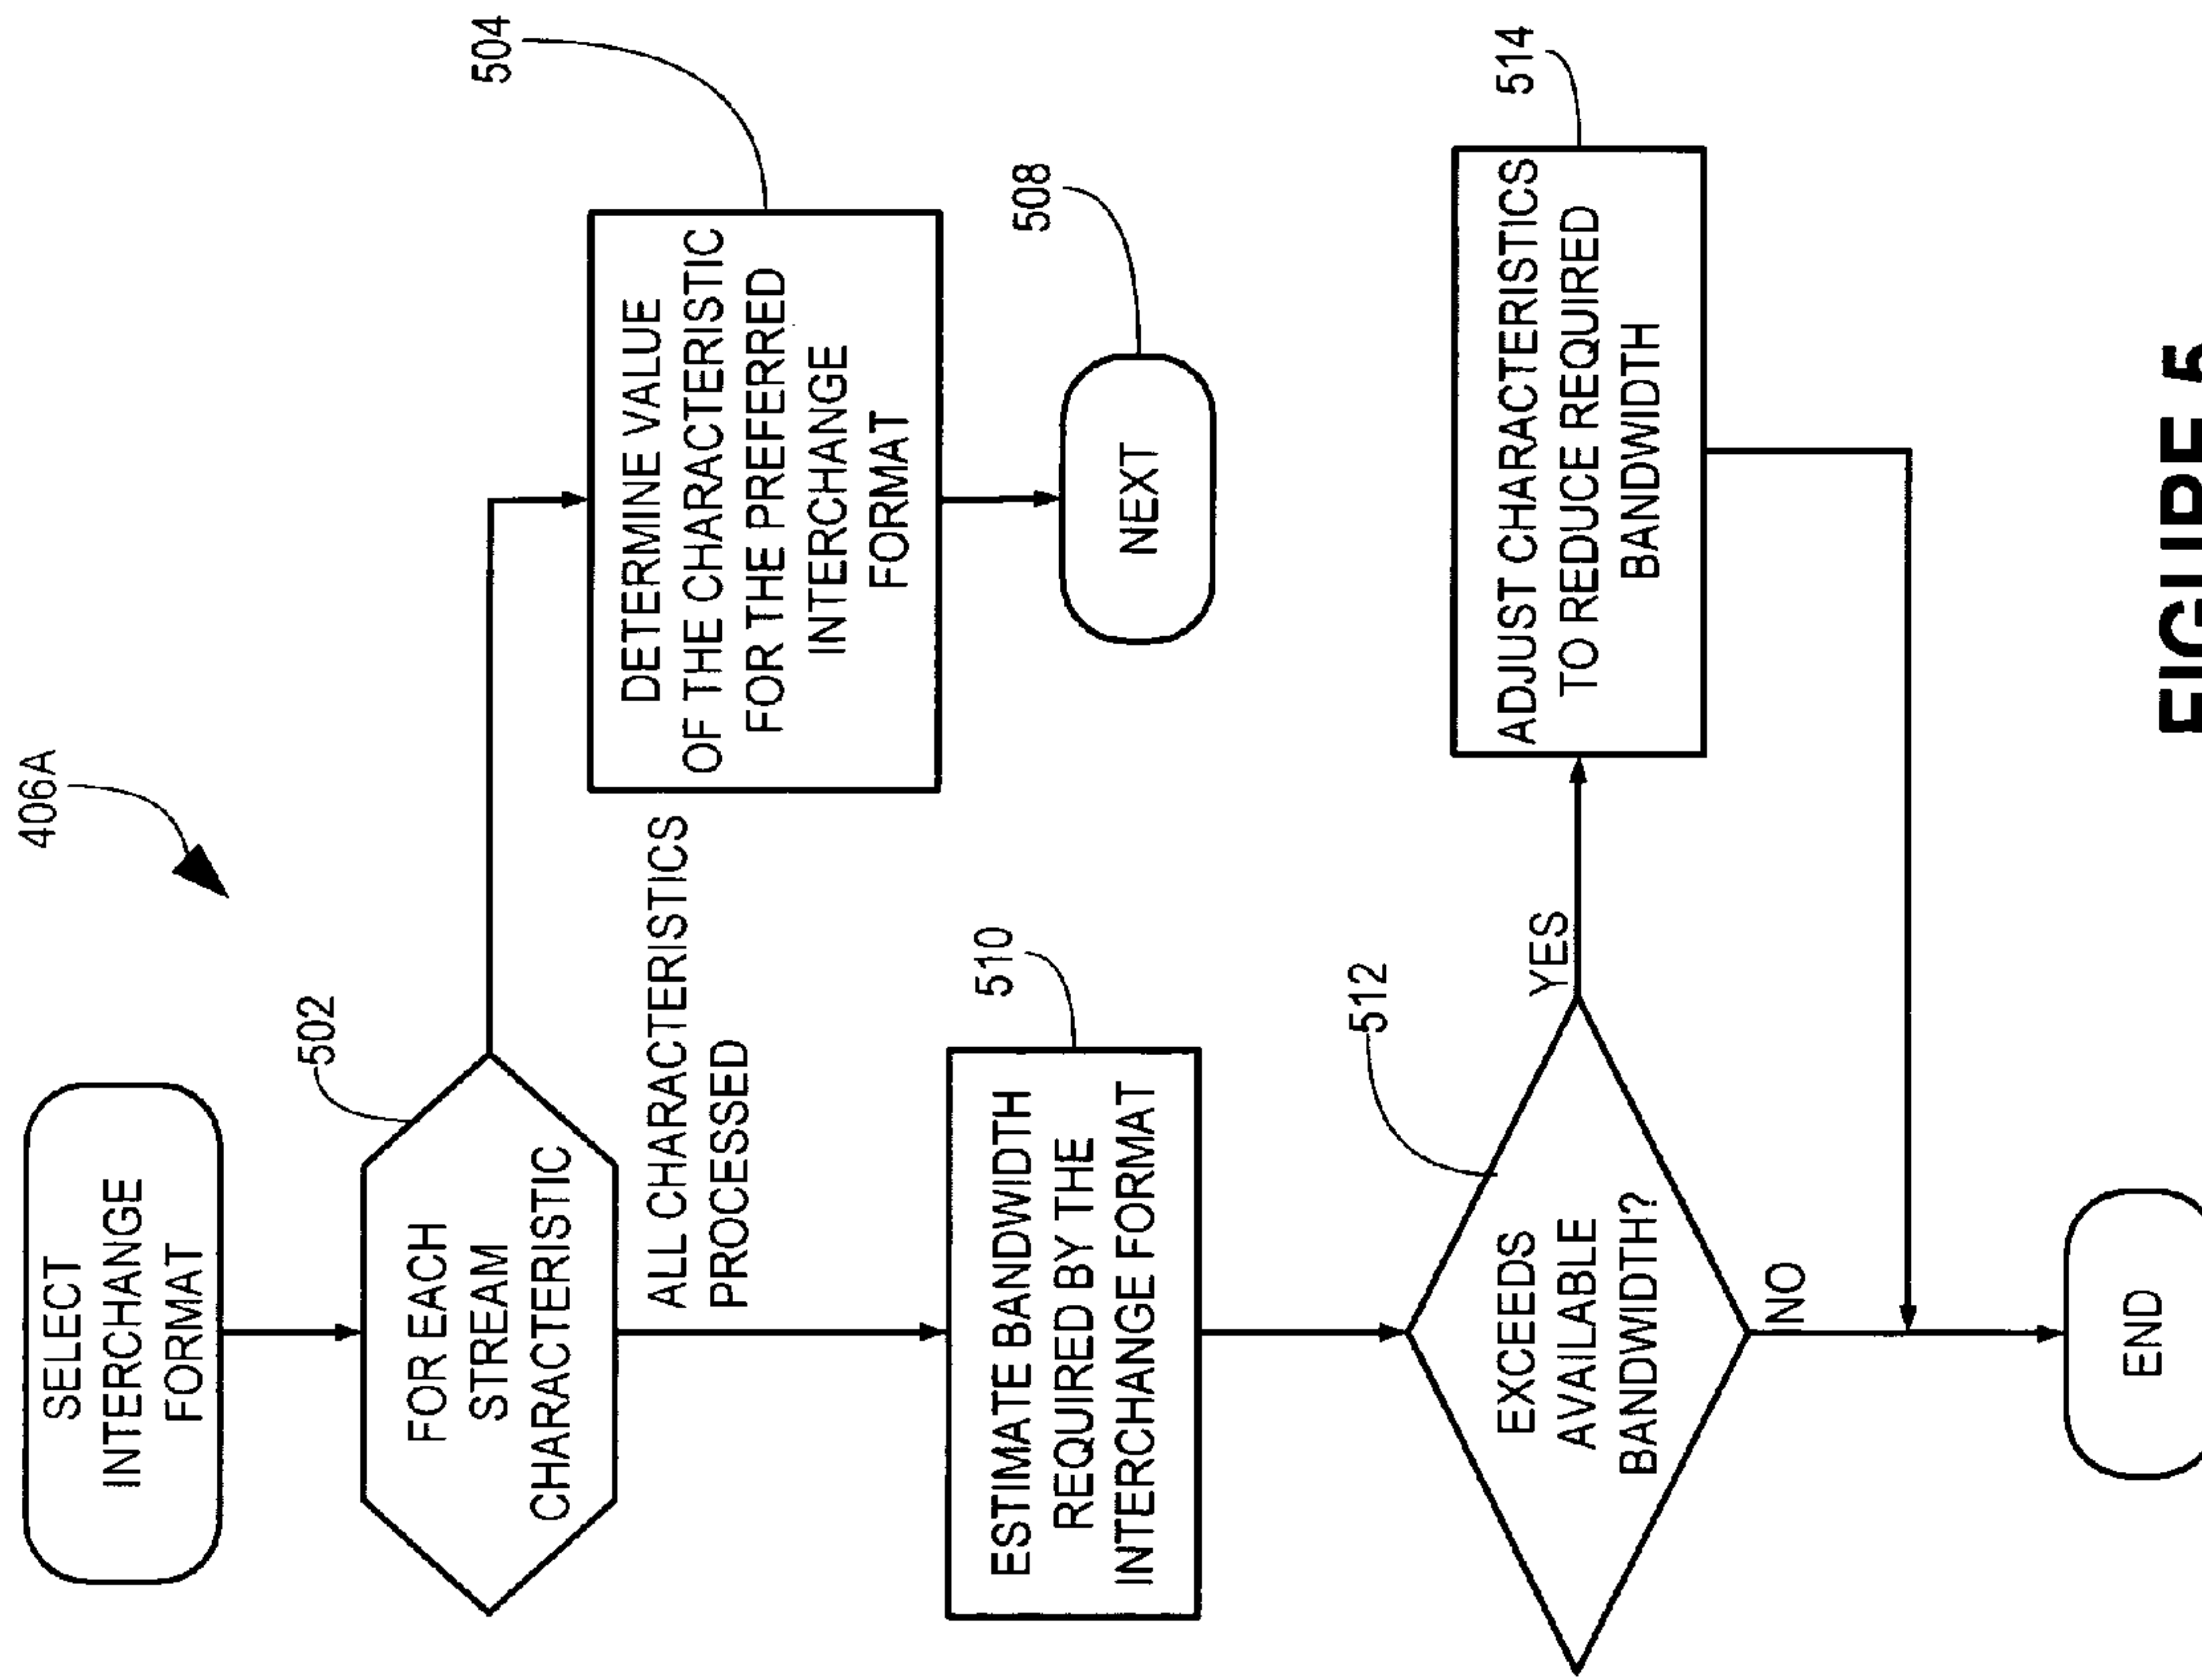 406A
SELECT
INTERCHANGE
FORMAT
502
FOR EACH
STREAM
CHARACTERISTIC
504
DETERMINE VALUE
OF THE CHARACTERISTIC
FOR THE PREFERRED
INTERCHANGE
FORMAT
508
NEXT
ALL CHARACTERISTICS
PROCESSED
510
ESTIMATE BANDWIDTH
REQUIRED BY THE
INTERCHANGE FORMAT
512
EXCEEDS
AVAILABLE
BANDWIDTH?
YES
514
ADJUST CHARACTERISTICS
TO REDUCE REQUIRED
BANDWIDTH
NO
END
FIGURE 5